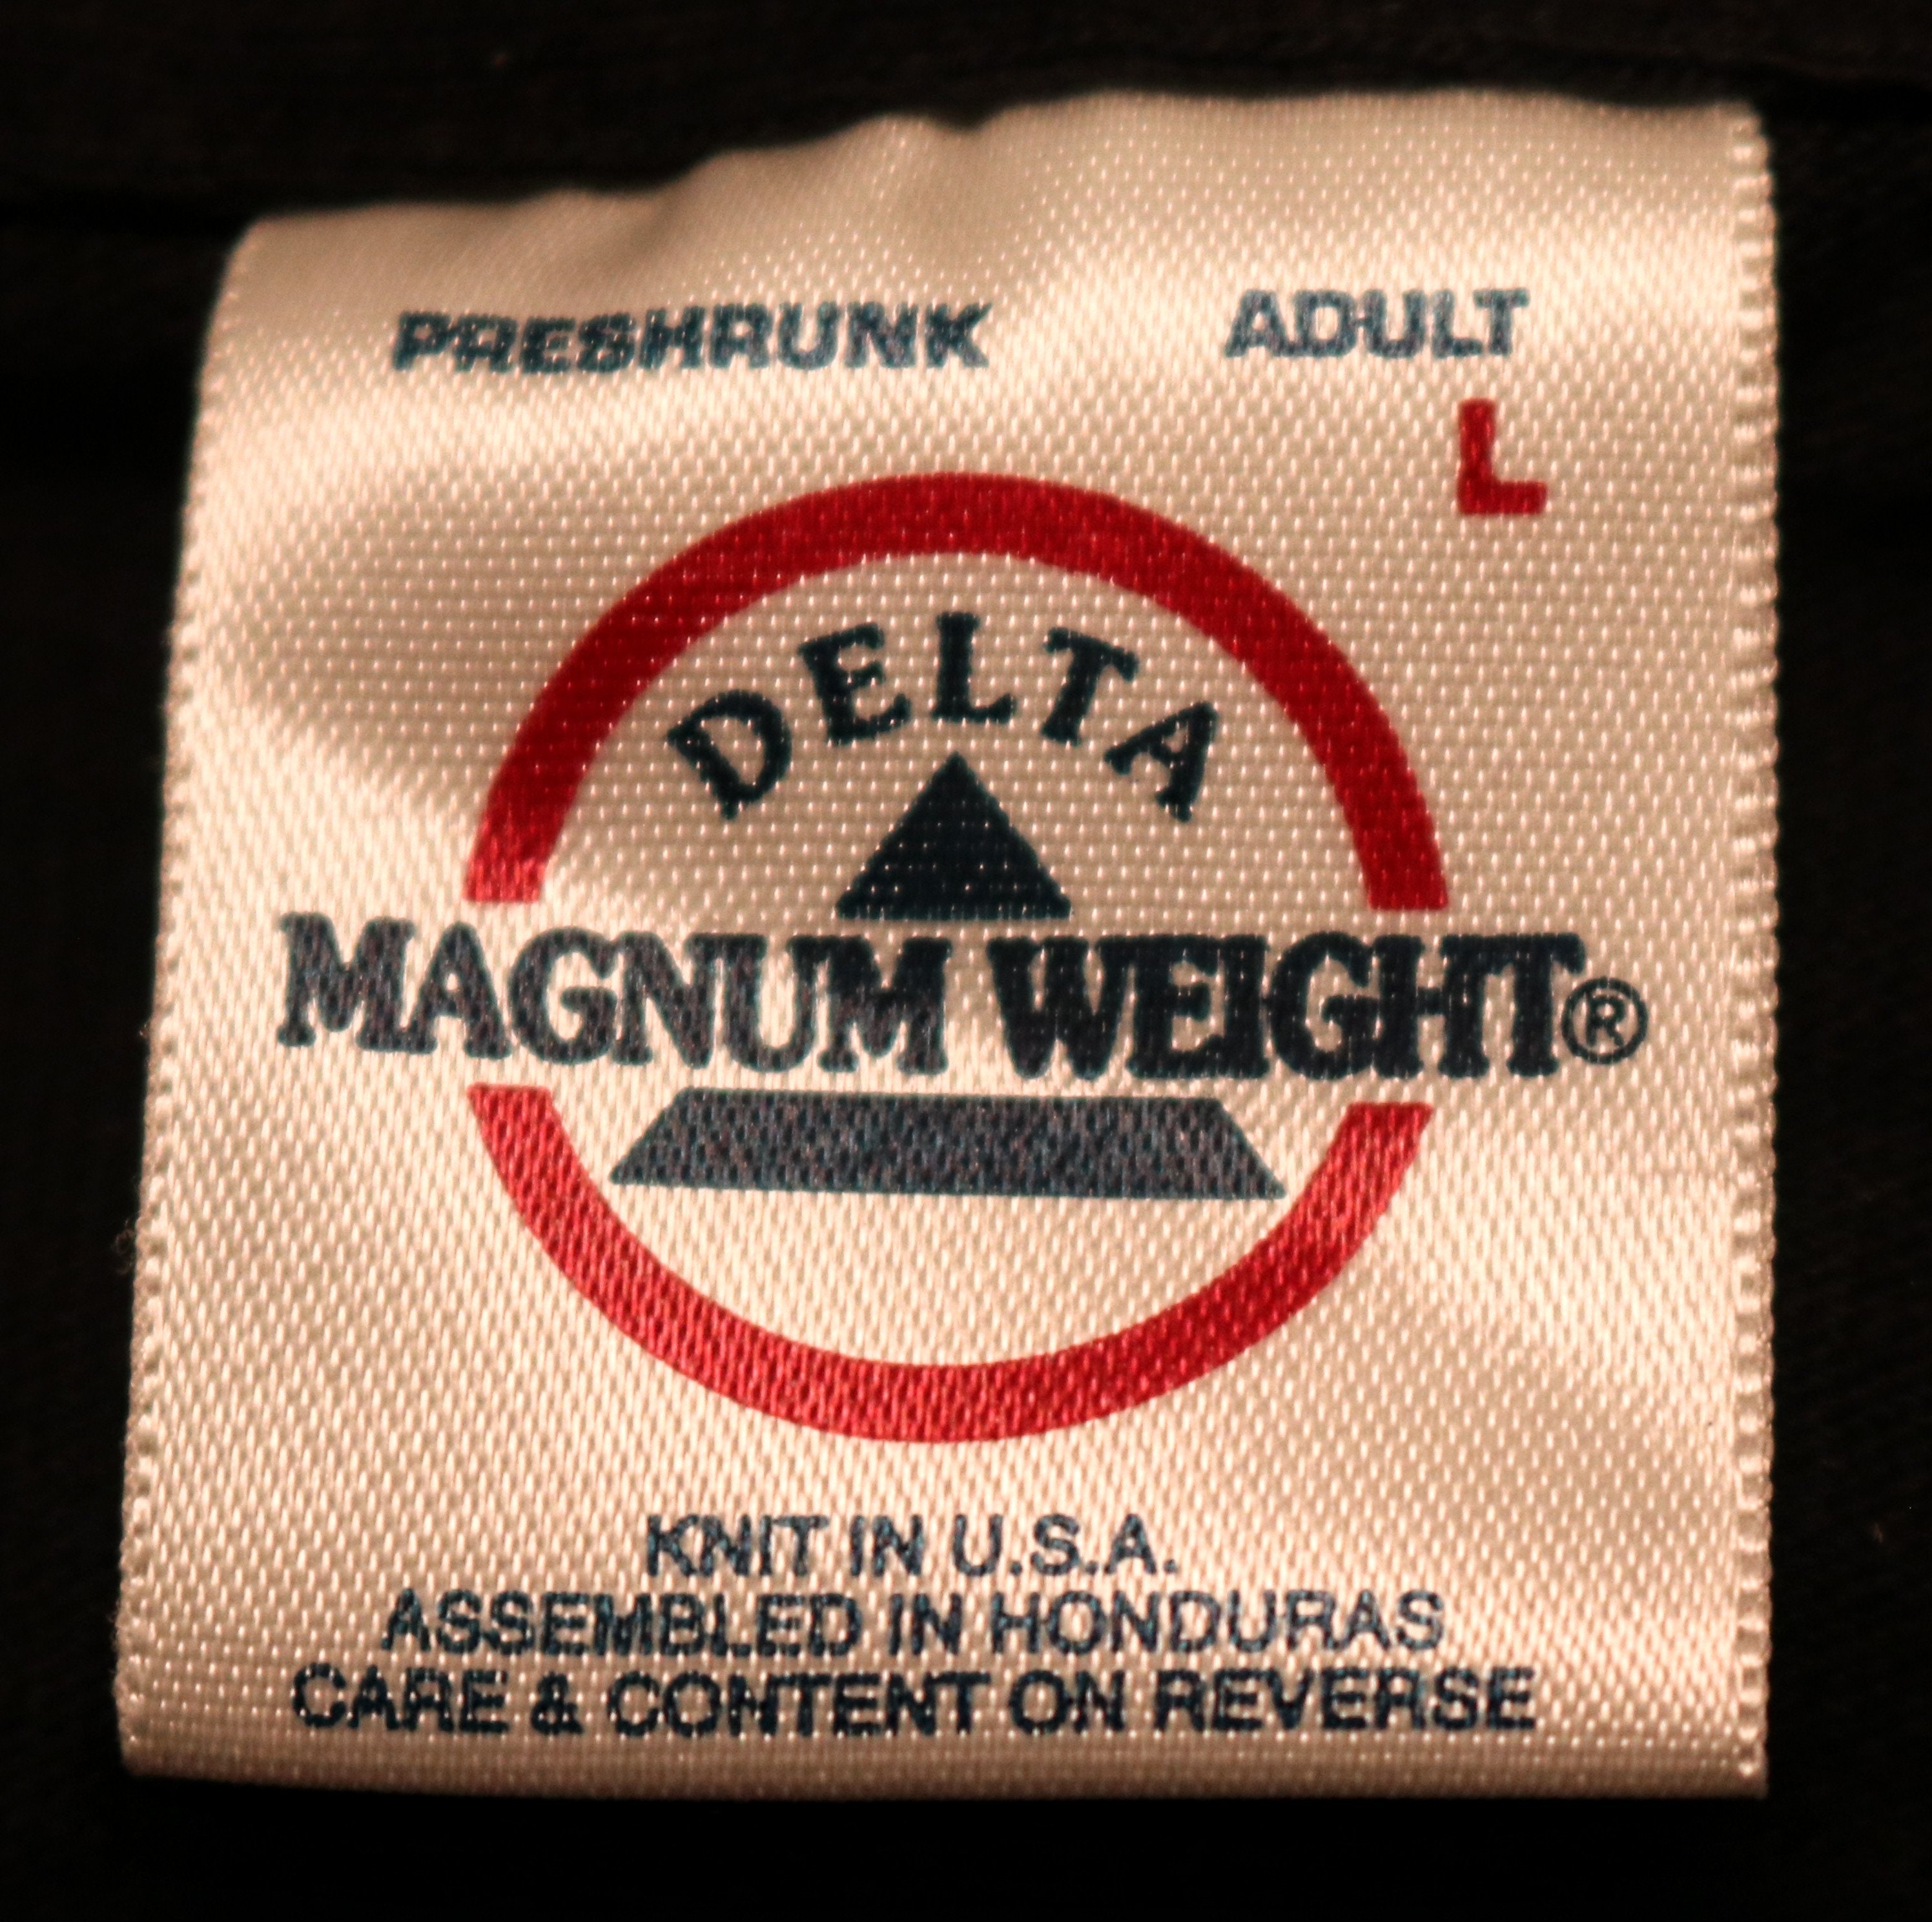 PRESHRUNK ADULT
L
DELTA
MAGNUM WEIGHT®
KNIT IN U.S.A.
ASSEMBLED IN HONDURAS
CARE & CONTENT ON REVERSE